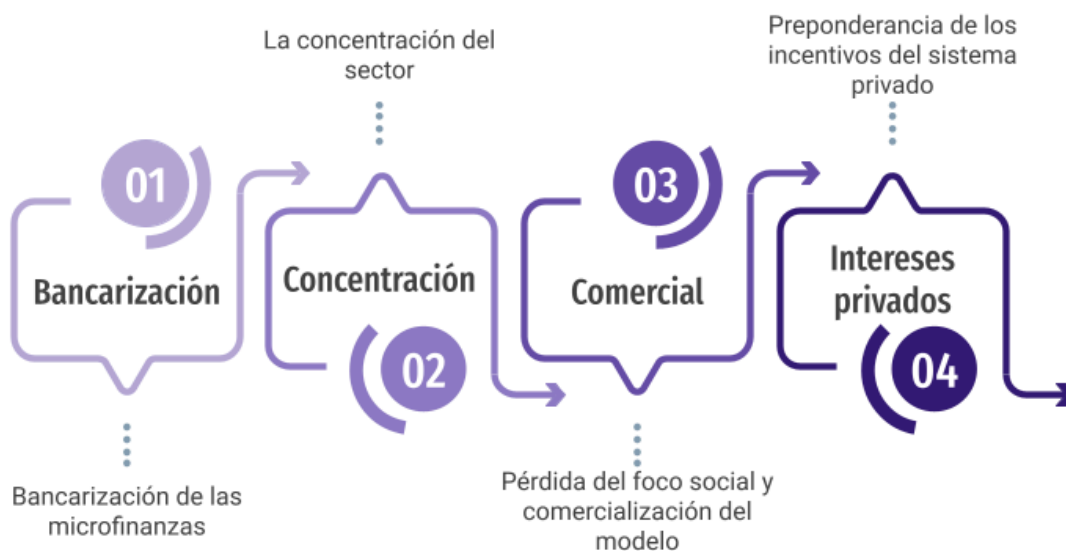 01
Bancarización
Bancarización de las
microfinanzas
La concentración del
sector
Concentración
02
03
Comercial
Pérdida del foco social y
comercialización del
modelo
Preponderancia de los
incentivos del sistema
privado
Intereses
privados
04